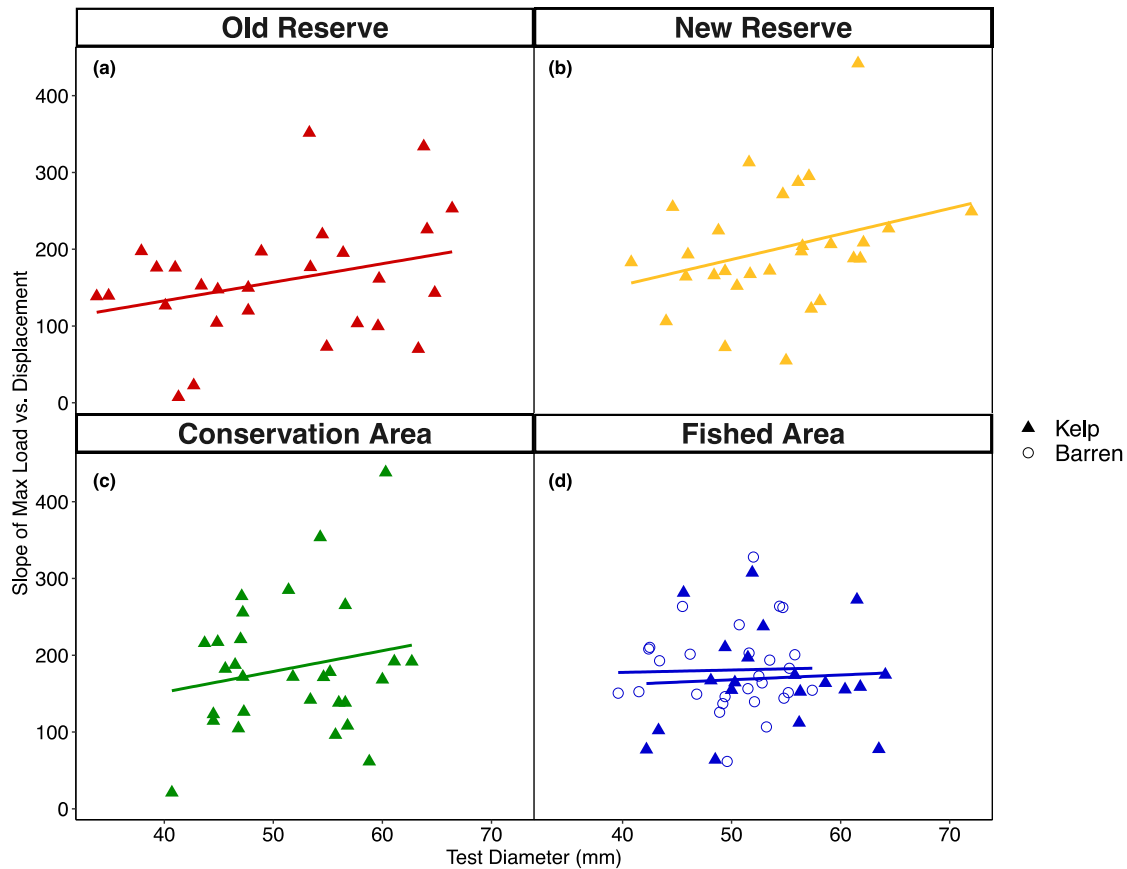 Old Reserve
New Reserve
(a)
(b)
400
300
200
100
0
Conservation Area
Fished Area
(c)
(d)
400
300
200
100
0
40
50
60
70
40
50
60
70
Test Diameter (mm)
Slope of Max Load vs. Displacement
Kelp
Barren